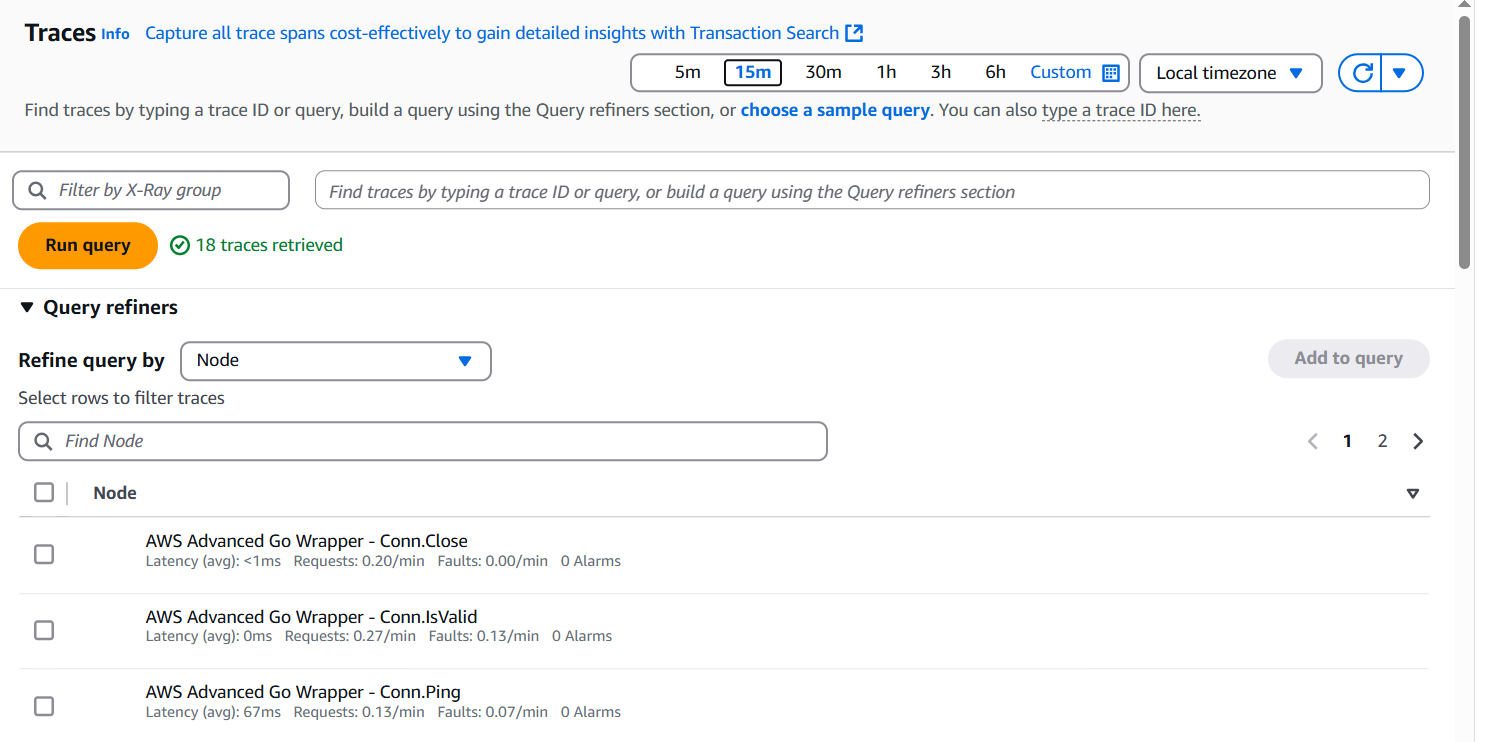 Traces Info Capture all trace spans cost-effectively to gain detailed insights with Transaction Search
5m 15m 30m 1h 3h 6h Custom Local timezone
Find traces by typing a trace ID or query, build a query using the Query refiners section, or choose a sample query. You can also type a trace ID here.
Filter by X-Ray group Find traces by typing a trace ID or query, or build a query using the Query refiners section
Run query 18 traces retrieved
Query refiners
Refine query by Node Add to query
Select rows to filter traces
Find Node 1 2
Node
AWS Advanced Go Wrapper - Conn.Close
Latency (avg): <1ms Requests: 0.20/min Faults: 0.00/min 0 Alarms
AWS Advanced Go Wrapper - Conn.IsValid
Latency (avg): 0ms Requests: 0.27/min Faults: 0.13/min 0 Alarms
AWS Advanced Go Wrapper - Conn.Ping
Latency (avg): 67ms Requests: 0.13/min Faults: 0.07/min 0 Alarms